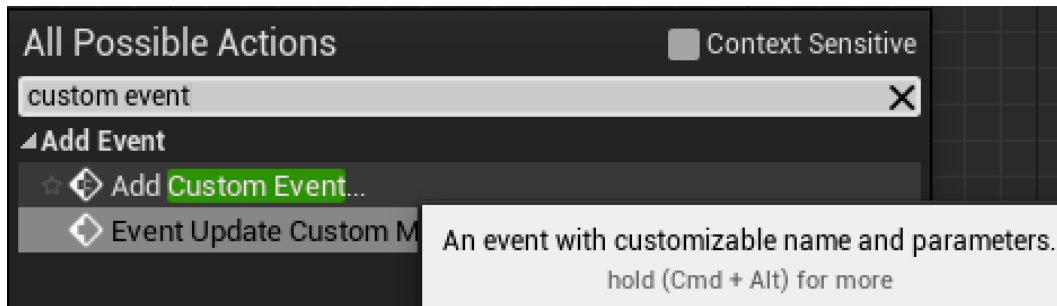 All Possible Actions
Context Sensitive
custom event
Add Event
Add Custom Event...
Event Update Custom M
An event with customizable name and parameters.
hold (Cmd + Alt) for more